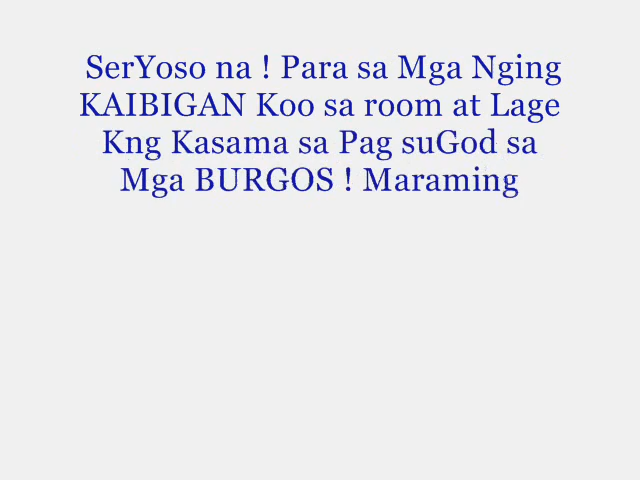 SerYoso na ! Para sa Mga Nging
KAIBIGAN Koo sa room at Lage
Kng Kasama sa Pag suGod sa
Mga BURGOS ! Maraming